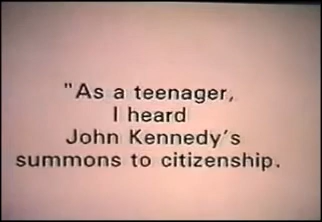 "As a teenager,
I heard
John Kennedy's
summons to citizenship.